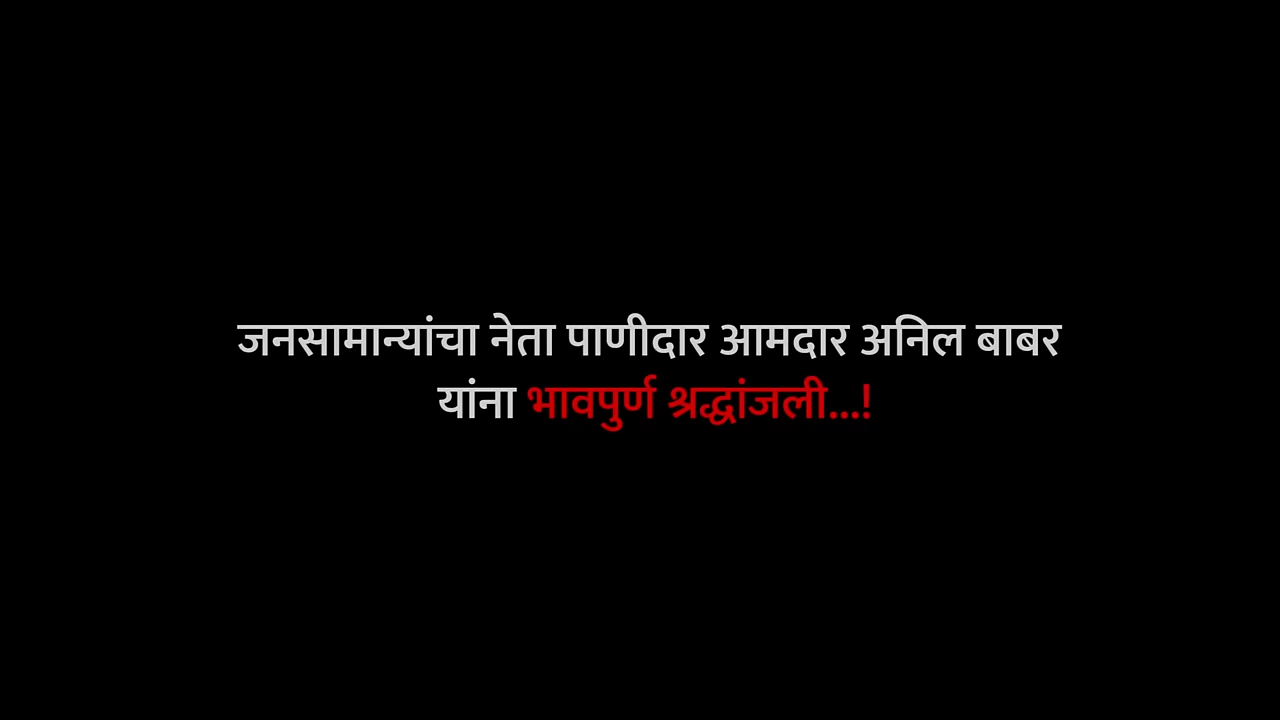 जनसामान्यांचा नेता पाणीदार आमदार अनिल बाबर
यांना भावपुर्ण श्रद्धांजली...!